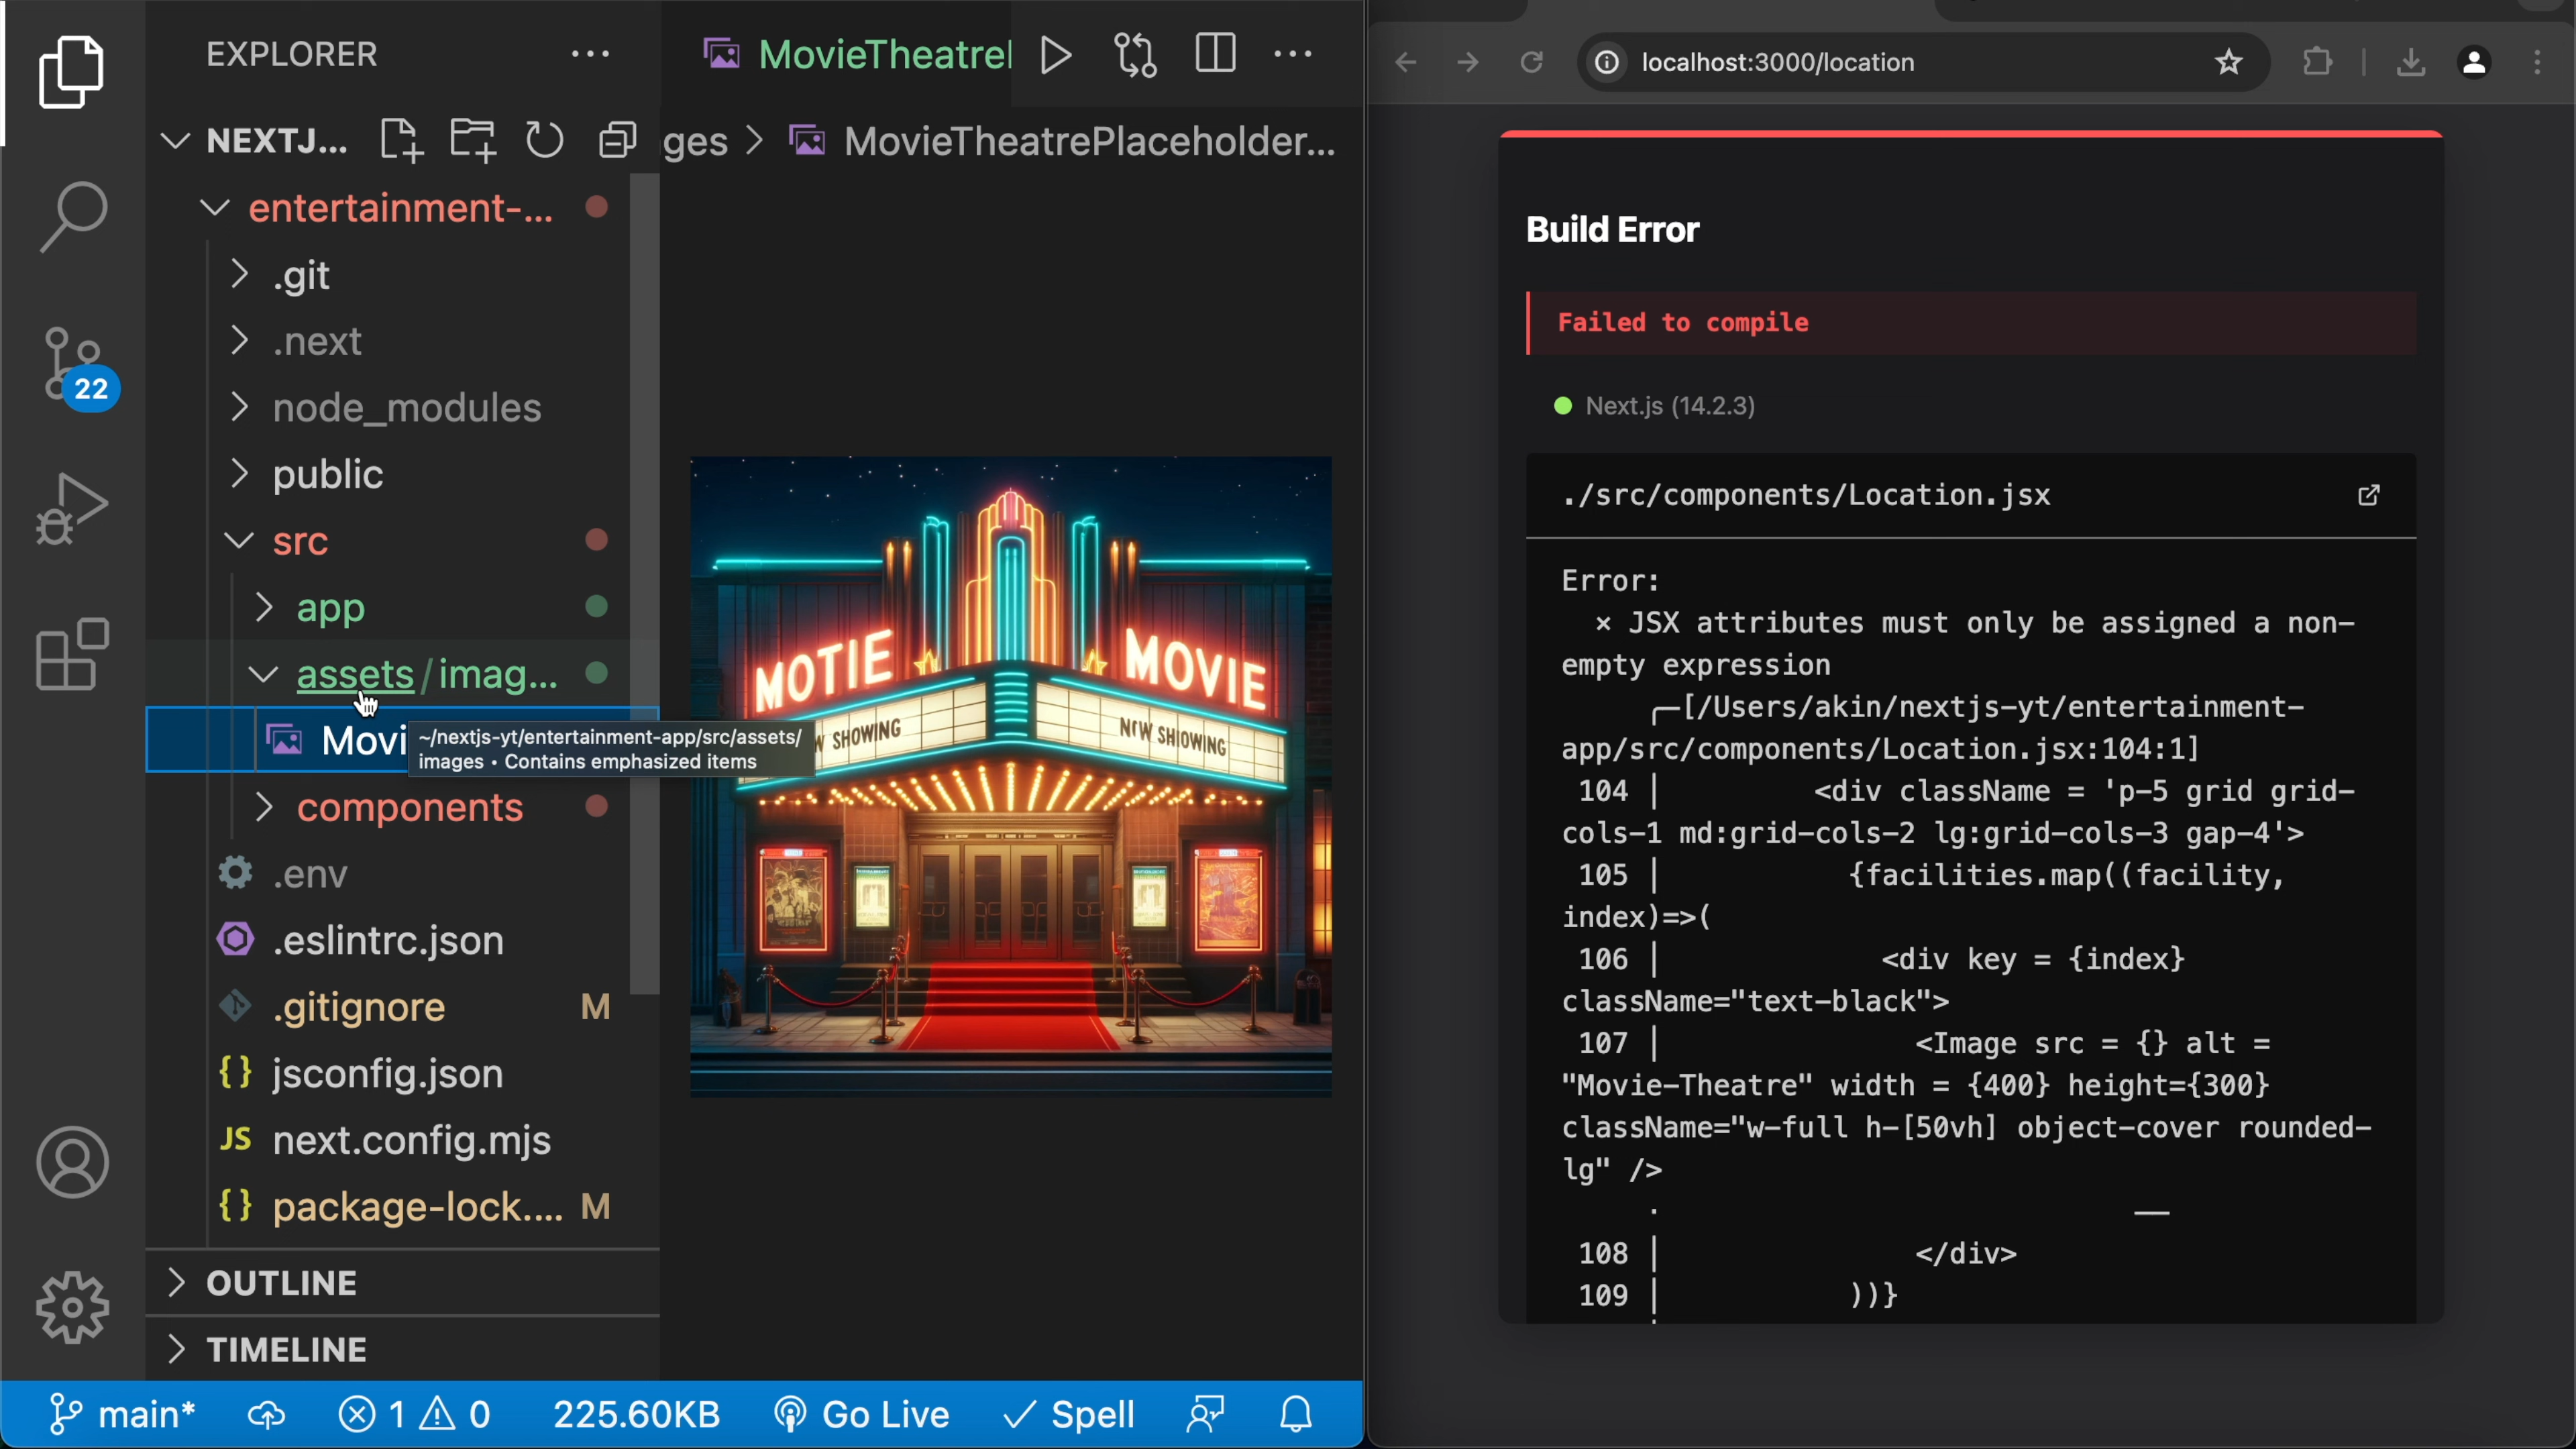 EXPLORER
NEXTJ...
entertainment-...
.git
.next
node_modules
public
src
app
assets/imag...
Movi
~/nextjs-yt/entertainment-app/src/assets/
images • Contains emphasized items
components
.env
.eslintrc.json
.gitignore M
jsconfig.json
JS next.config.mjs
package-lock.... M
OUTLINE
TIMELINE
22
main*
1
0
225.60KB
Go Live
Spell
MovieTheatre
ges > MovieTheatrePlaceholder...
MOTIE
MOVIE
SHOWING
NOW SHIOWING
localhost:3000/location
Build Error
Failed to compile
Next.js (14.2.3)
./src/components/Location.jsx
Error:
× JSX attributes must only be assigned a non-
empty expression
╭─[/Users/akin/nextjs-yt/entertainment-
app/src/components/Location.jsx:104:1]
104 │ <div className = 'p-5 grid grid-
cols-1 md:grid-cols-2 lg:grid-cols-3 gap-4'>
105 │ {facilities.map((facility,
index)=>(
106 │ <div key = {index}
className="text-black">
107 │ <Image src = {} alt =
"Movie-Theatre" width = {400} height={300}
className="w-full h-[50vh] object-cover rounded-
lg" />
108 │ </div>
109 │ ))}